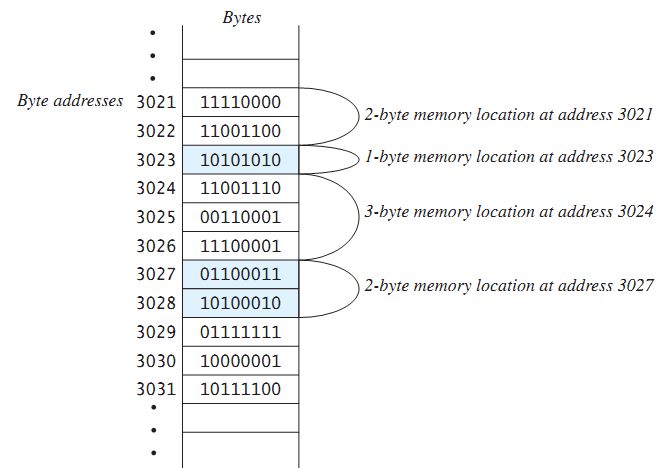 Bytes
Byte addresses 3021 11110000
2-byte memory location at address 3021
3022 11001100
3023 10101010 1-byte memory location at address 3023
3024 11001110
3025 00110001 3-byte memory location at address 3024
3026 11100001
3027 01100011
2-byte memory location at address 3027
3028 10100010
3029 01111111
3030 10000001
3031 10111100